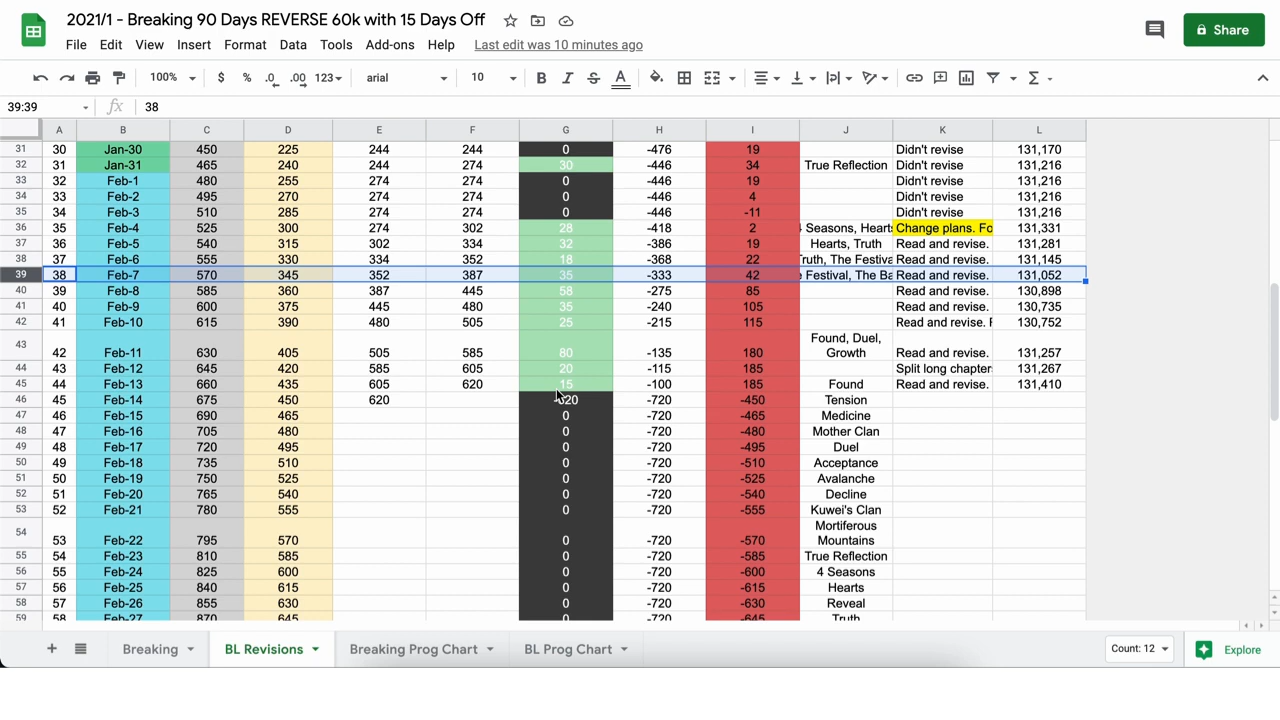 2021/1 - Breaking 90 Days REVERSE 60k with 15 Days Off
File Edit View Insert Format Data Tools Add-ons Help Last edit was 10 minutes ago
Share
100% $ % .0 .00 123 arial 10 B I S A Σ
39:39 fx 38
A B C D E F G H I J K L
31 30 Jan-30 450 225 244 244 0 -476 19 Didn't revise 131,170
32 31 Jan-31 465 240 244 274 30 -446 34 True Reflection Didn't revise 131,216
33 32 Feb-1 480 255 274 274 0 -446 19 Didn't revise 131,216
34 33 Feb-2 495 270 274 274 0 -446 4 Didn't revise 131,216
35 34 Feb-3 510 285 274 274 0 -446 -11 Didn't revise 131,216
36 35 Feb-4 525 300 274 302 28 -418 2 4 Seasons, Hearts Change plans. Fo 131,331
37 36 Feb-5 540 315 302 334 32 -386 19 Hearts, Truth Read and revise. 131,281
38 37 Feb-6 555 330 334 352 18 -368 22 Truth, The Festiva Read and revise. 131,145
39 38 Feb-7 570 345 352 387 35 -333 42 e Festival, The Ba Read and revise. 131,052
40 39 Feb-8 585 360 387 445 58 -275 85 Read and revise. 130,898
41 40 Feb-9 600 375 445 480 35 -240 105 Read and revise. 130,735
42 41 Feb-10 615 390 480 505 25 -215 115 Read and revise. 130,752
Found, Duel,
43 42 Feb-11 630 405 505 585 80 -135 180 Growth Read and revise. 131,257
44 43 Feb-12 645 420 585 605 20 -115 185 Split long chapter 131,267
45 44 Feb-13 660 435 605 620 15 -100 185 Found Read and revise. 131,410
46 45 Feb-14 675 450 620 -620 -720 -450 Tension
47 46 Feb-15 690 465 0 -720 -465 Medicine
48 47 Feb-16 705 480 0 -720 -480 Mother Clan
49 48 Feb-17 720 495 0 -720 -495 Duel
50 49 Feb-18 735 510 0 -720 -510 Acceptance
51 50 Feb-19 750 525 0 -720 -525 Avalanche
52 51 Feb-20 765 540 0 -720 -540 Decline
53 52 Feb-21 780 555 0 -720 -555 Kuwei's Clan
Mortiferous
54 53 Feb-22 795 570 0 -720 -570 Mountains
55 54 Feb-23 810 585 0 -720 -585 True Reflection
56 55 Feb-24 825 600 0 -720 -600 4 Seasons
57 56 Feb-25 840 615 0 -720 -615 Hearts
58 57 Feb-26 855 630 0 -720 -630 Reveal
59 58 Feb-27 870 645 0 -720 -645 Truth
Breaking BL Revisions Breaking Prog Chart BL Prog Chart Count: 12 Explore